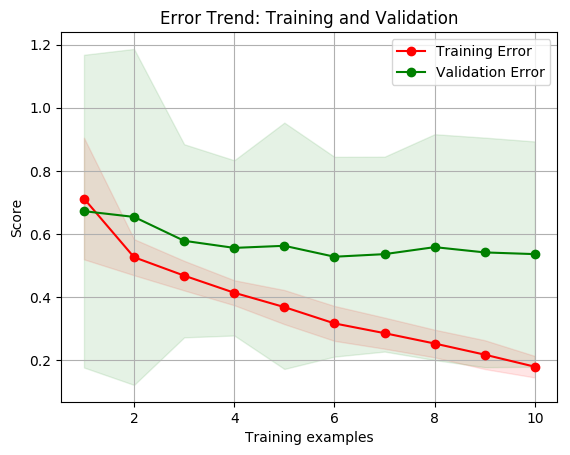 Error Trend: Training and Validation
Training Error
Validation Error
Score
1.2
1.0
0.8
0.6
0.4
0.2
2 4 6 8 10
Training examples